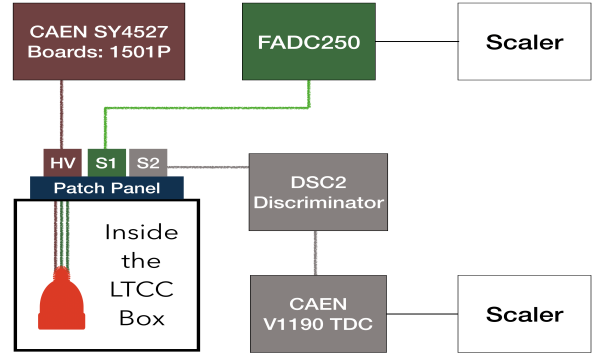 CAEN SY4527
Boards: 1501P
FADC250
Scaler
HV
S1
S2
Patch Panel
DSC2
Discriminator
Inside
the
LTCC
Box
CAEN
V1190 TDC
Scaler